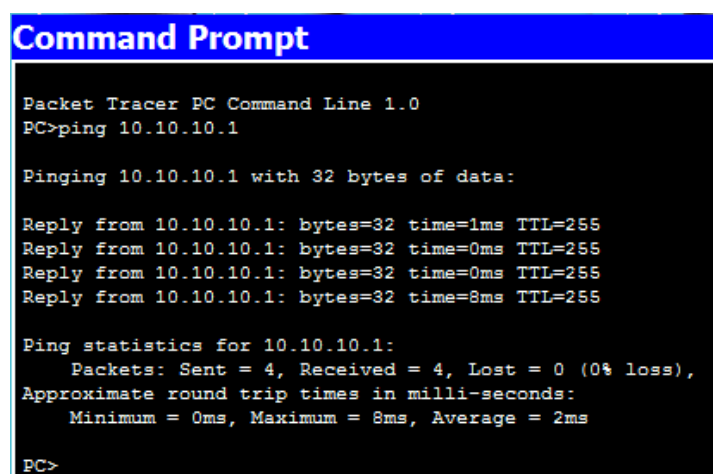 Command Prompt
Packet Tracer PC Command Line 1.0
PC>ping 10.10.10.1
Pinging 10.10.10.1 with 32 bytes of data:
Reply from 10.10.10.1: bytes=32 time=1ms TTL=255
Reply from 10.10.10.1: bytes=32 time=0ms TTL=255
Reply from 10.10.10.1: bytes=32 time=0ms TTL=255
Reply from 10.10.10.1: bytes=32 time=8ms TTL=255
Ping statistics for 10.10.10.1:
Packets: Sent = 4, Received = 4, Lost = 0 (0% loss),
Approximate round trip times in milli-seconds:
Minimum = 0ms, Maximum = 8ms, Average = 2ms
PC>